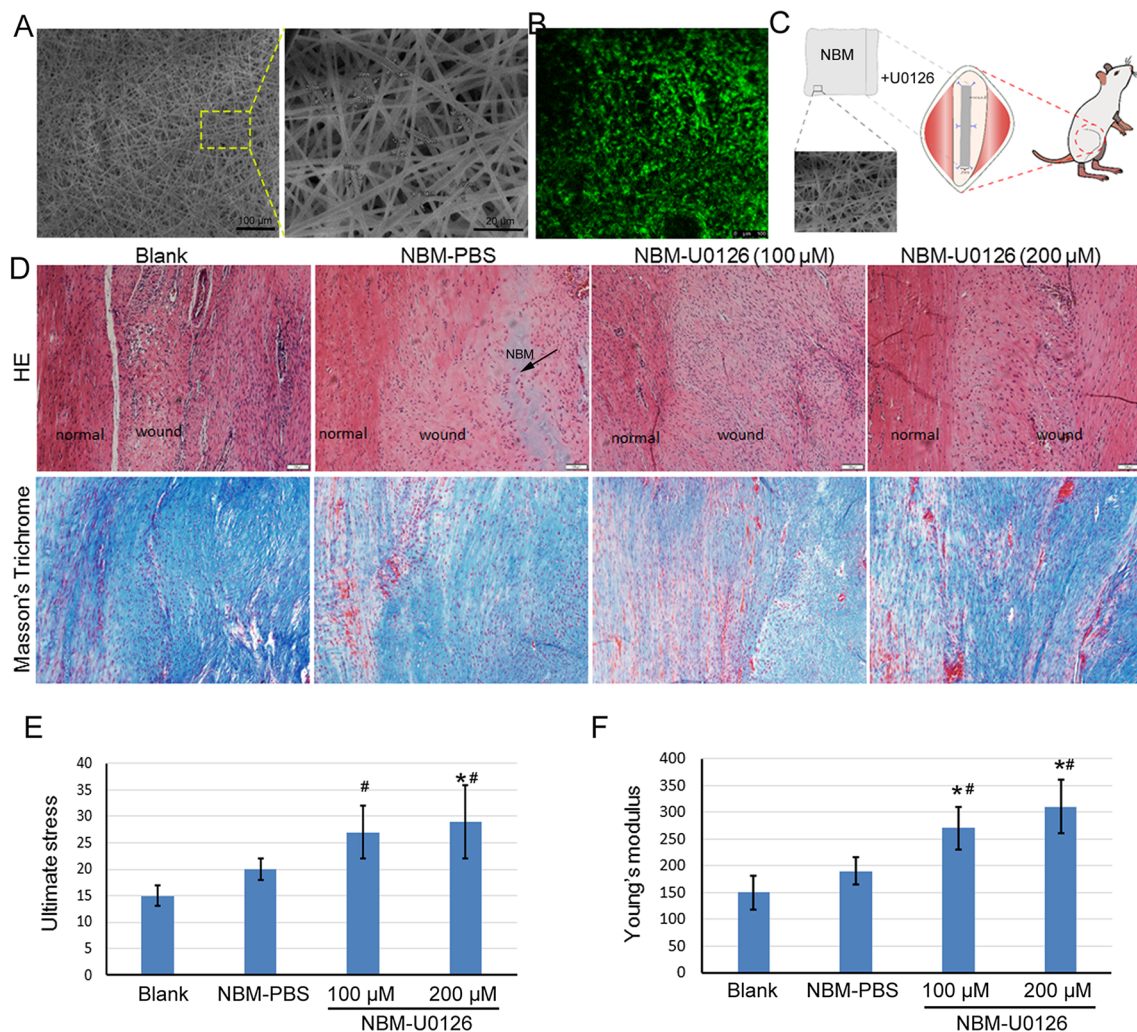 A
100 µm
20 µm
B
C
NBM
+U0126
D
Blank
NBM-PBS
NBM-U0126 (100 µM)
NBM-U0126 (200 µM)
HE
normal
wound
NBM
normal
wound
normal
wound
normal
wound
Masson's Trichrome
E
Ultimate stress
40
35
30
25
20
15
10
5
0
#
*#
Blank
NBM-PBS
100 µM
200 µM
NBM-U0126
F
Young's modulus
400
350
300
250
200
150
100
50
0
*#
*#
Blank
NBM-PBS
100 µM
200 µM
NBM-U0126